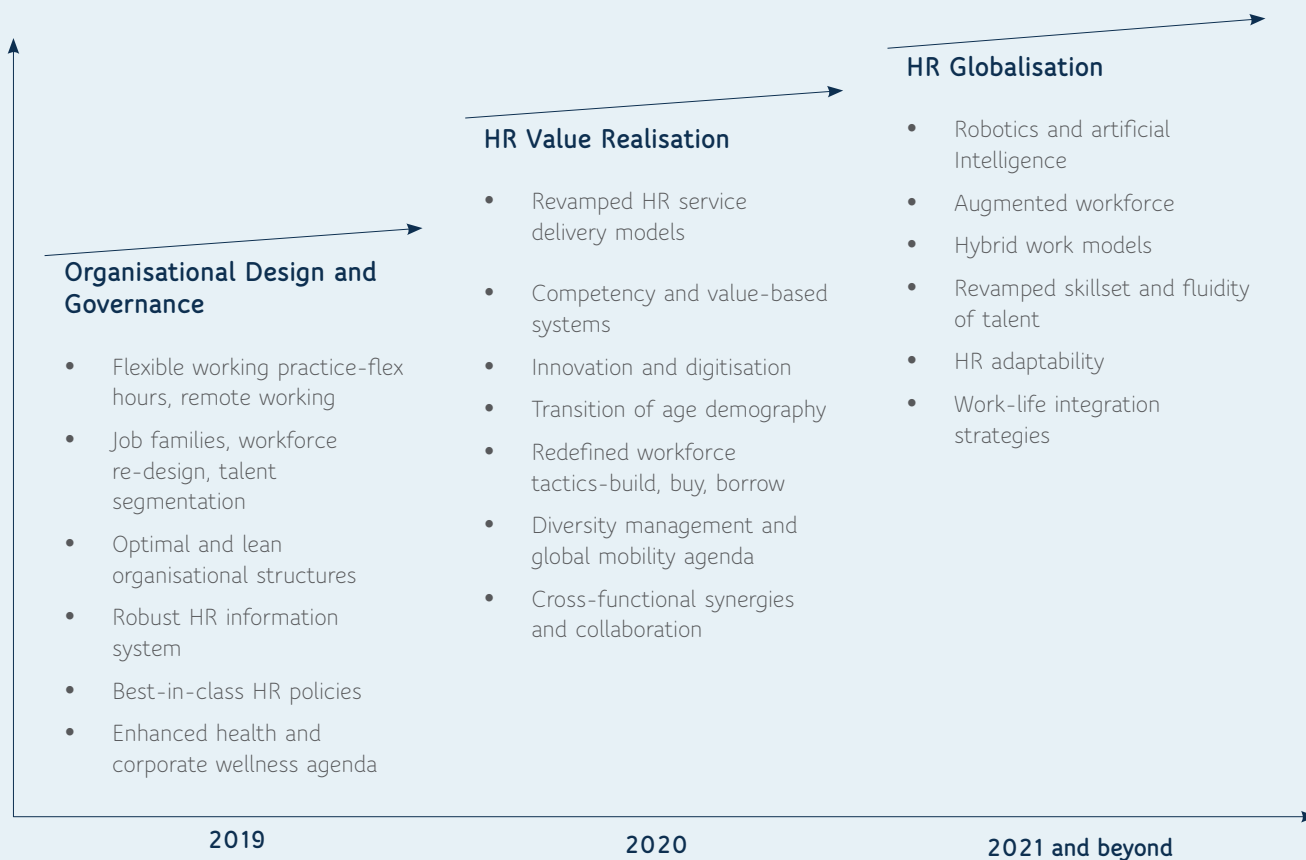 Organisational Design and
Governance
• Flexible working practice-flex
hours, remote working
• Job families, workforce
re-design, talent
segmentation
• Optimal and lean
organisational structures
• Robust HR information
system
• Best-in-class HR policies
• Enhanced health and
corporate wellness agenda
2019
HR Value Realisation
• Revamped HR service
delivery models
• Competency and value-based
systems
• Innovation and digitisation
• Transition of age demography
• Redefined workforce
tactics-build, buy, borrow
• Diversity management and
global mobility agenda
• Cross-functional synergies
and collaboration
2020
HR Globalisation
• Robotics and artificial
Intelligence
• Augmented workforce
• Hybrid work models
• Revamped skillset and fluidity
of talent
• HR adaptability
• Work-life integration
strategies
2021 and beyond